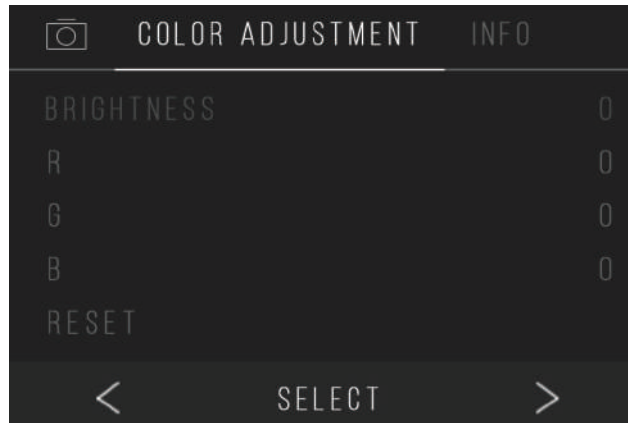 COLOR ADJUSTMENT INFO
BRIGHTNESS 0
R 0
G 0
B 0
RESET
< SELECT >